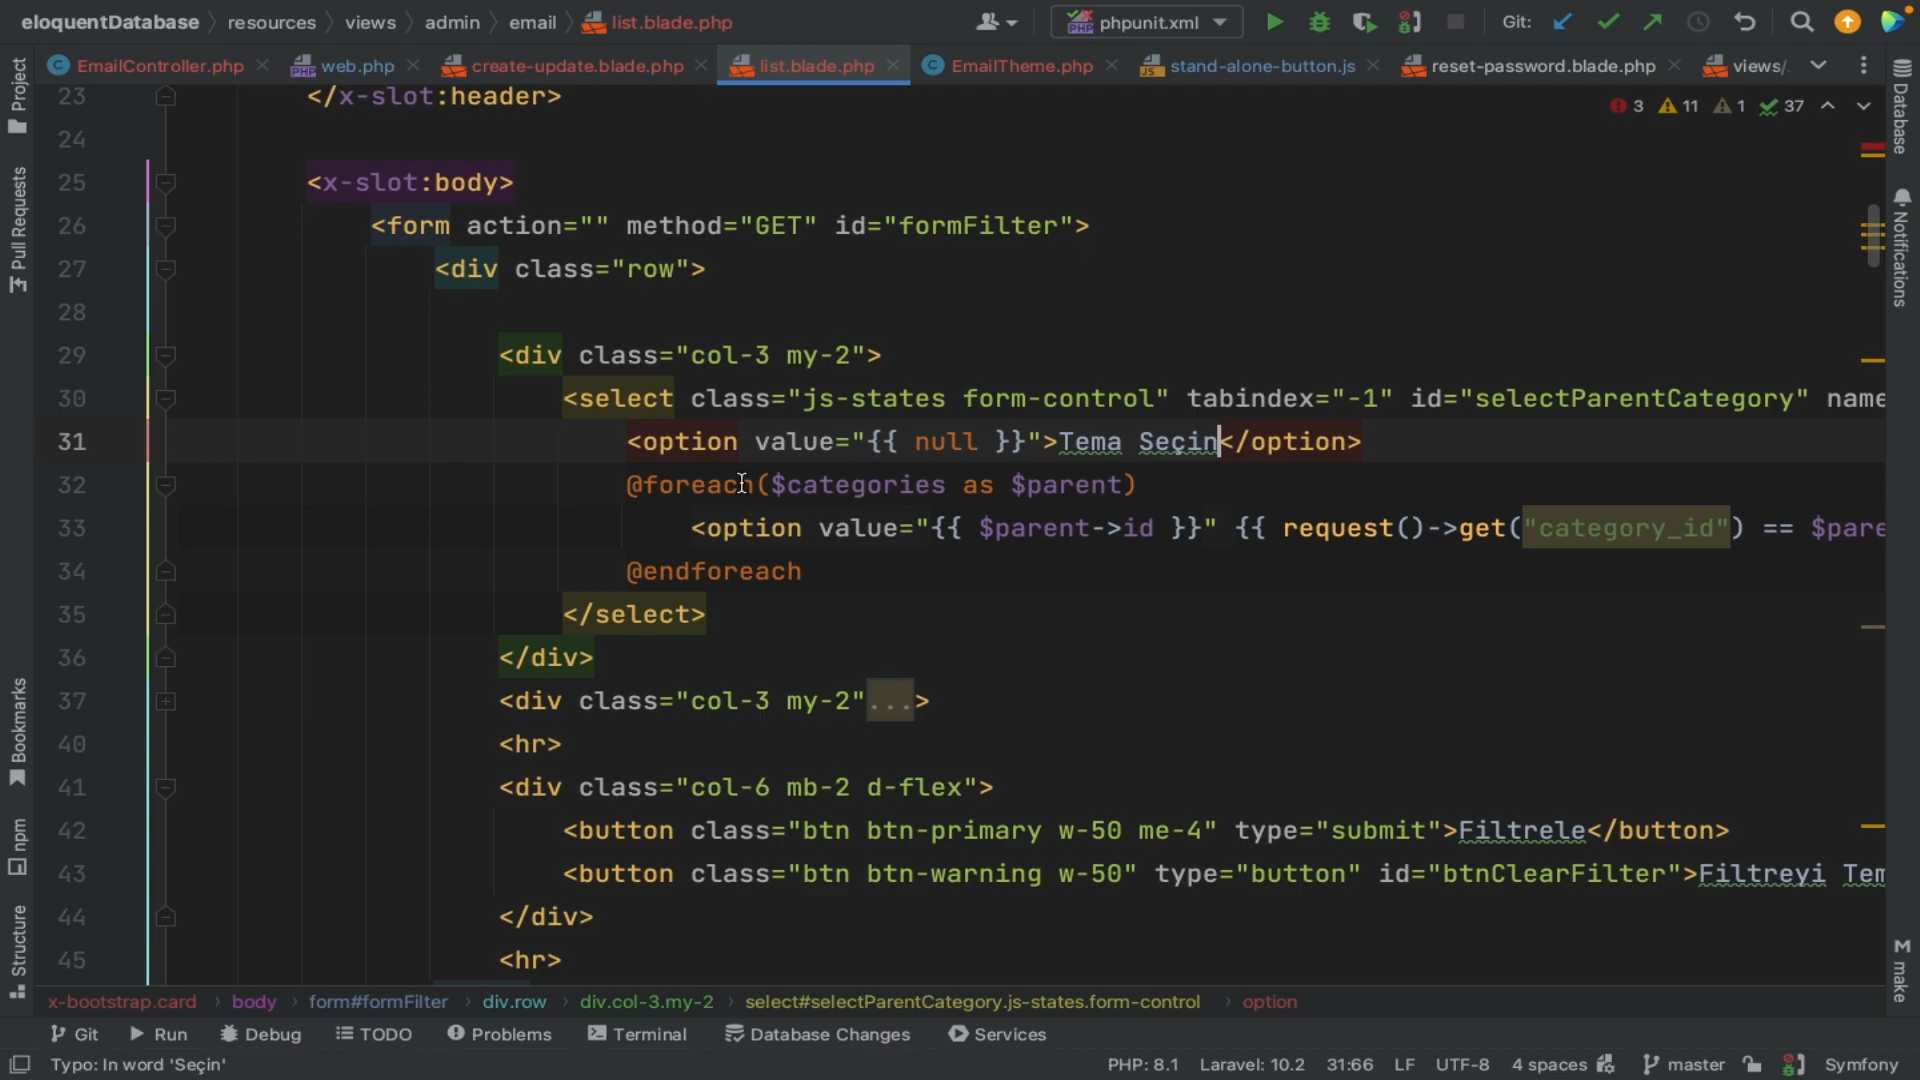 eloquentDatabase resources views admin email list.blade.php phpunit.xml Git:
EmailController.php web.php create-update.blade.php list.blade.php EmailTheme.php stand-alone-button.js reset-password.blade.php views/
3 11 1 37
23 </x-slot:header>
24
25 <x-slot:body>
26 <form action="" method="GET" id="formFilter">
27 <div class="row">
28
29 <div class="col-3 my-2">
30 <select class="js-states form-control" tabindex="-1" id="selectParentCategory" name
31 <option value="{{ null }}">Tema Seçin</option>
32 @foreach($categories as $parent)
33 <option value="{{ $parent->id }}" {{ request()->get("category_id") == $pare
34 @endforeach
35 </select>
36 </div>
37 <div class="col-3 my-2"...>
40 <hr>
41 <div class="col-6 mb-2 d-flex">
42 <button class="btn btn-primary w-50 me-4" type="submit">Filtrele</button>
43 <button class="btn btn-warning w-50" type="button" id="btnClearFilter">Filtreyi Tem
44 </div>
45 <hr>
Project
Pull Requests
Bookmarks
npm
Structure
Database
Notifications
make
x-bootstrap.card body form#formFilter div.row div.col-3.my-2 select#selectParentCategory.js-states.form-control option
Git Run Debug TODO Problems Terminal Database Changes Services
Typo: In word 'Seçin' PHP: 8.1 Laravel: 10.2 31:66 LF UTF-8 4 spaces master Symfony